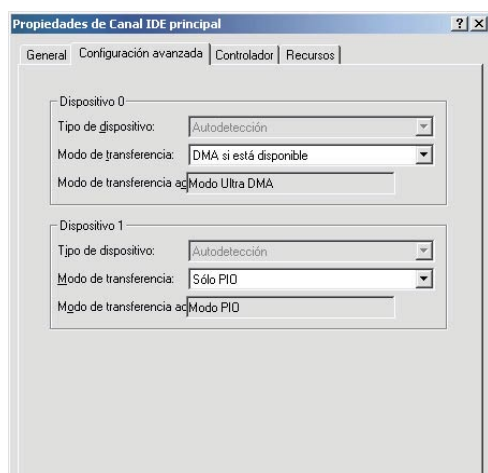 Propiedades de Canal IDE principal
General Configuración avanzada Controlador Recursos
Dispositivo 0
Tipo de dispositivo: Autodetección
Modo de transferencia: DMA si está disponible
Modo de transferencia ac Modo Ultra DMA
Dispositivo 1
Tipo de dispositivo: Autodetección
Modo de transferencia: Sólo PIO
Modo de transferencia ac Modo PIO